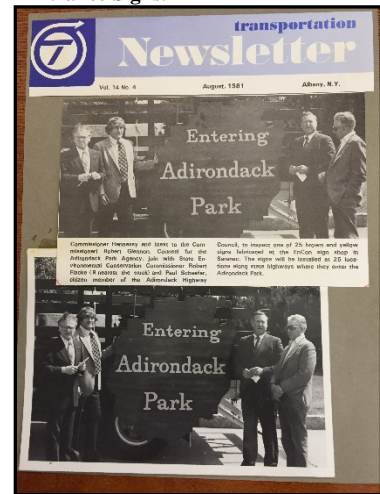 transportation
Newsletter
Vol. 14 No. 4 August, 1981 Albany, N.Y.
Entering
Adirondack
Park
Commissioner Hennessy and (next to the Com-
missioner) Robert Glennon, Counsel for the
Adirondack Park Agency, join with State En-
vironmental Conservation Commissioner Robert
Flacke (R nearest the truck) and Paul Schaefer,
citizen member of the Adirondack Highway
Council, to inspect one of 25 brown and yellow
signs fabricated at the EnCon sign shop in
Saranac. The signs will be installed at 25 loca-
tions along major highways where they enter the
Adirondack Park.
Entering
Adirondack
Park